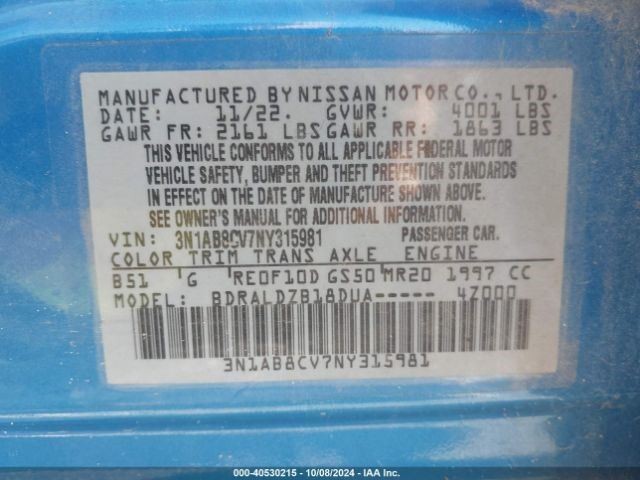 MANUFACTURED BY NISSAN MOTOR CO., LTD.
DATE: 11/22. GVWR: 4001 LBS
GAWR FR: 2161 LBS GAWR RR: 1863 LBS
THIS VEHICLE CONFORMS TO ALL APPLICABLE FEDERAL MOTOR
VEHICLE SAFETY, BUMPER AND THEFT PREVENTION STANDARDS
IN EFFECT ON THE DATE OF MANUFACTURE SHOWN ABOVE.
SEE OWNER'S MANUAL FOR ADDITIONAL INFORMATION.
VIN: 3N1AB8CV7NY315981 PASSENGER CAR.
COLOR TRIM TRANS AXLE ENGINE
B51 G RE0F10D GS50 MR20 1997 CC
MODEL: BDRALDZB18DUA----- 4Z000
3N1AB8CV7NY315981
000-40530215 - 10/08/2024 - IAA Inc.